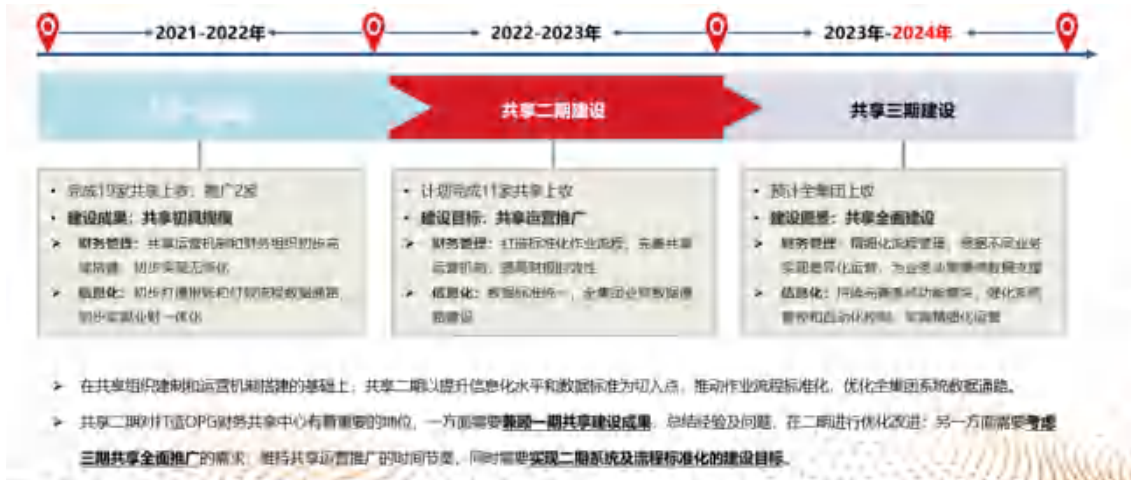 2021-2022年
2022-2023年
2023年-2024年
共享二期建设
共享三期建设
• 完成19家共享上收，推广2家
• 建设成果：共享初具规模
➢ 财务管理：共享运营机制和财务组织初步完
初步实现无纸化
➢ 信息化：初步打通报账和付款流程数据通路，
初步实现业财一体化
• 计划完成11家共享上收
• 建设目标：共享运营推广
➢ 财务管理：打造标准化作业流程，完善共享
运营机制，提高财报时效性
➢ 信息化：数据标准统一，全集团业财数据通
路建设
• 预计全集团上收
• 建设愿景：共享全面建设
➢ 财务管理：精细化流程管理，根据不同业务
实现差异化运营，为业务决策提供数据支撑
➢ 信息化：持续完善系统功能模块，强化系统
管控和自动化控制，实施精细化运营
➢ 在共享组织建制和运营机制搭建的基础上，共享二期以提升信息化水平和数据标准为切入点，推动作业流程标准化，优化全集团系统数据通路。
➢ 共享二期对打造OPG财务共享中心有着重要的地位，一方面需要兼顾一期共享建设成果，总结经验及问题，在二期进行优化改进；另一方面需要考虑
三期共享全面推广的需求，维持共享运营推广的时间节奏，同时需要实现二期系统及流程标准化的建设目标。